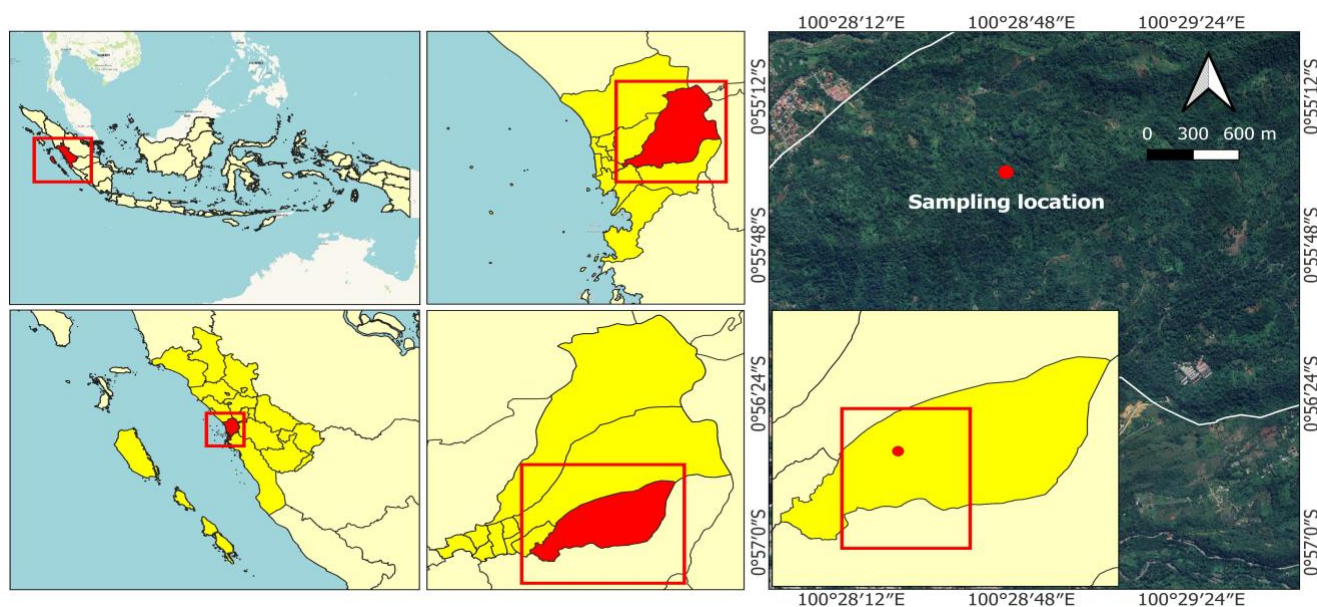 100°28′12″E 100°28′48″E 100°29′24″E
0°55′12″S
0°55′12″S
0 300 600 m
Sampling location
0°55′48″S
0°55′48″S
0°56′24″S
0°56′24″S
0°57′0″S
0°57′0″S
100°28′12″E 100°28′48″E 100°29′24″E